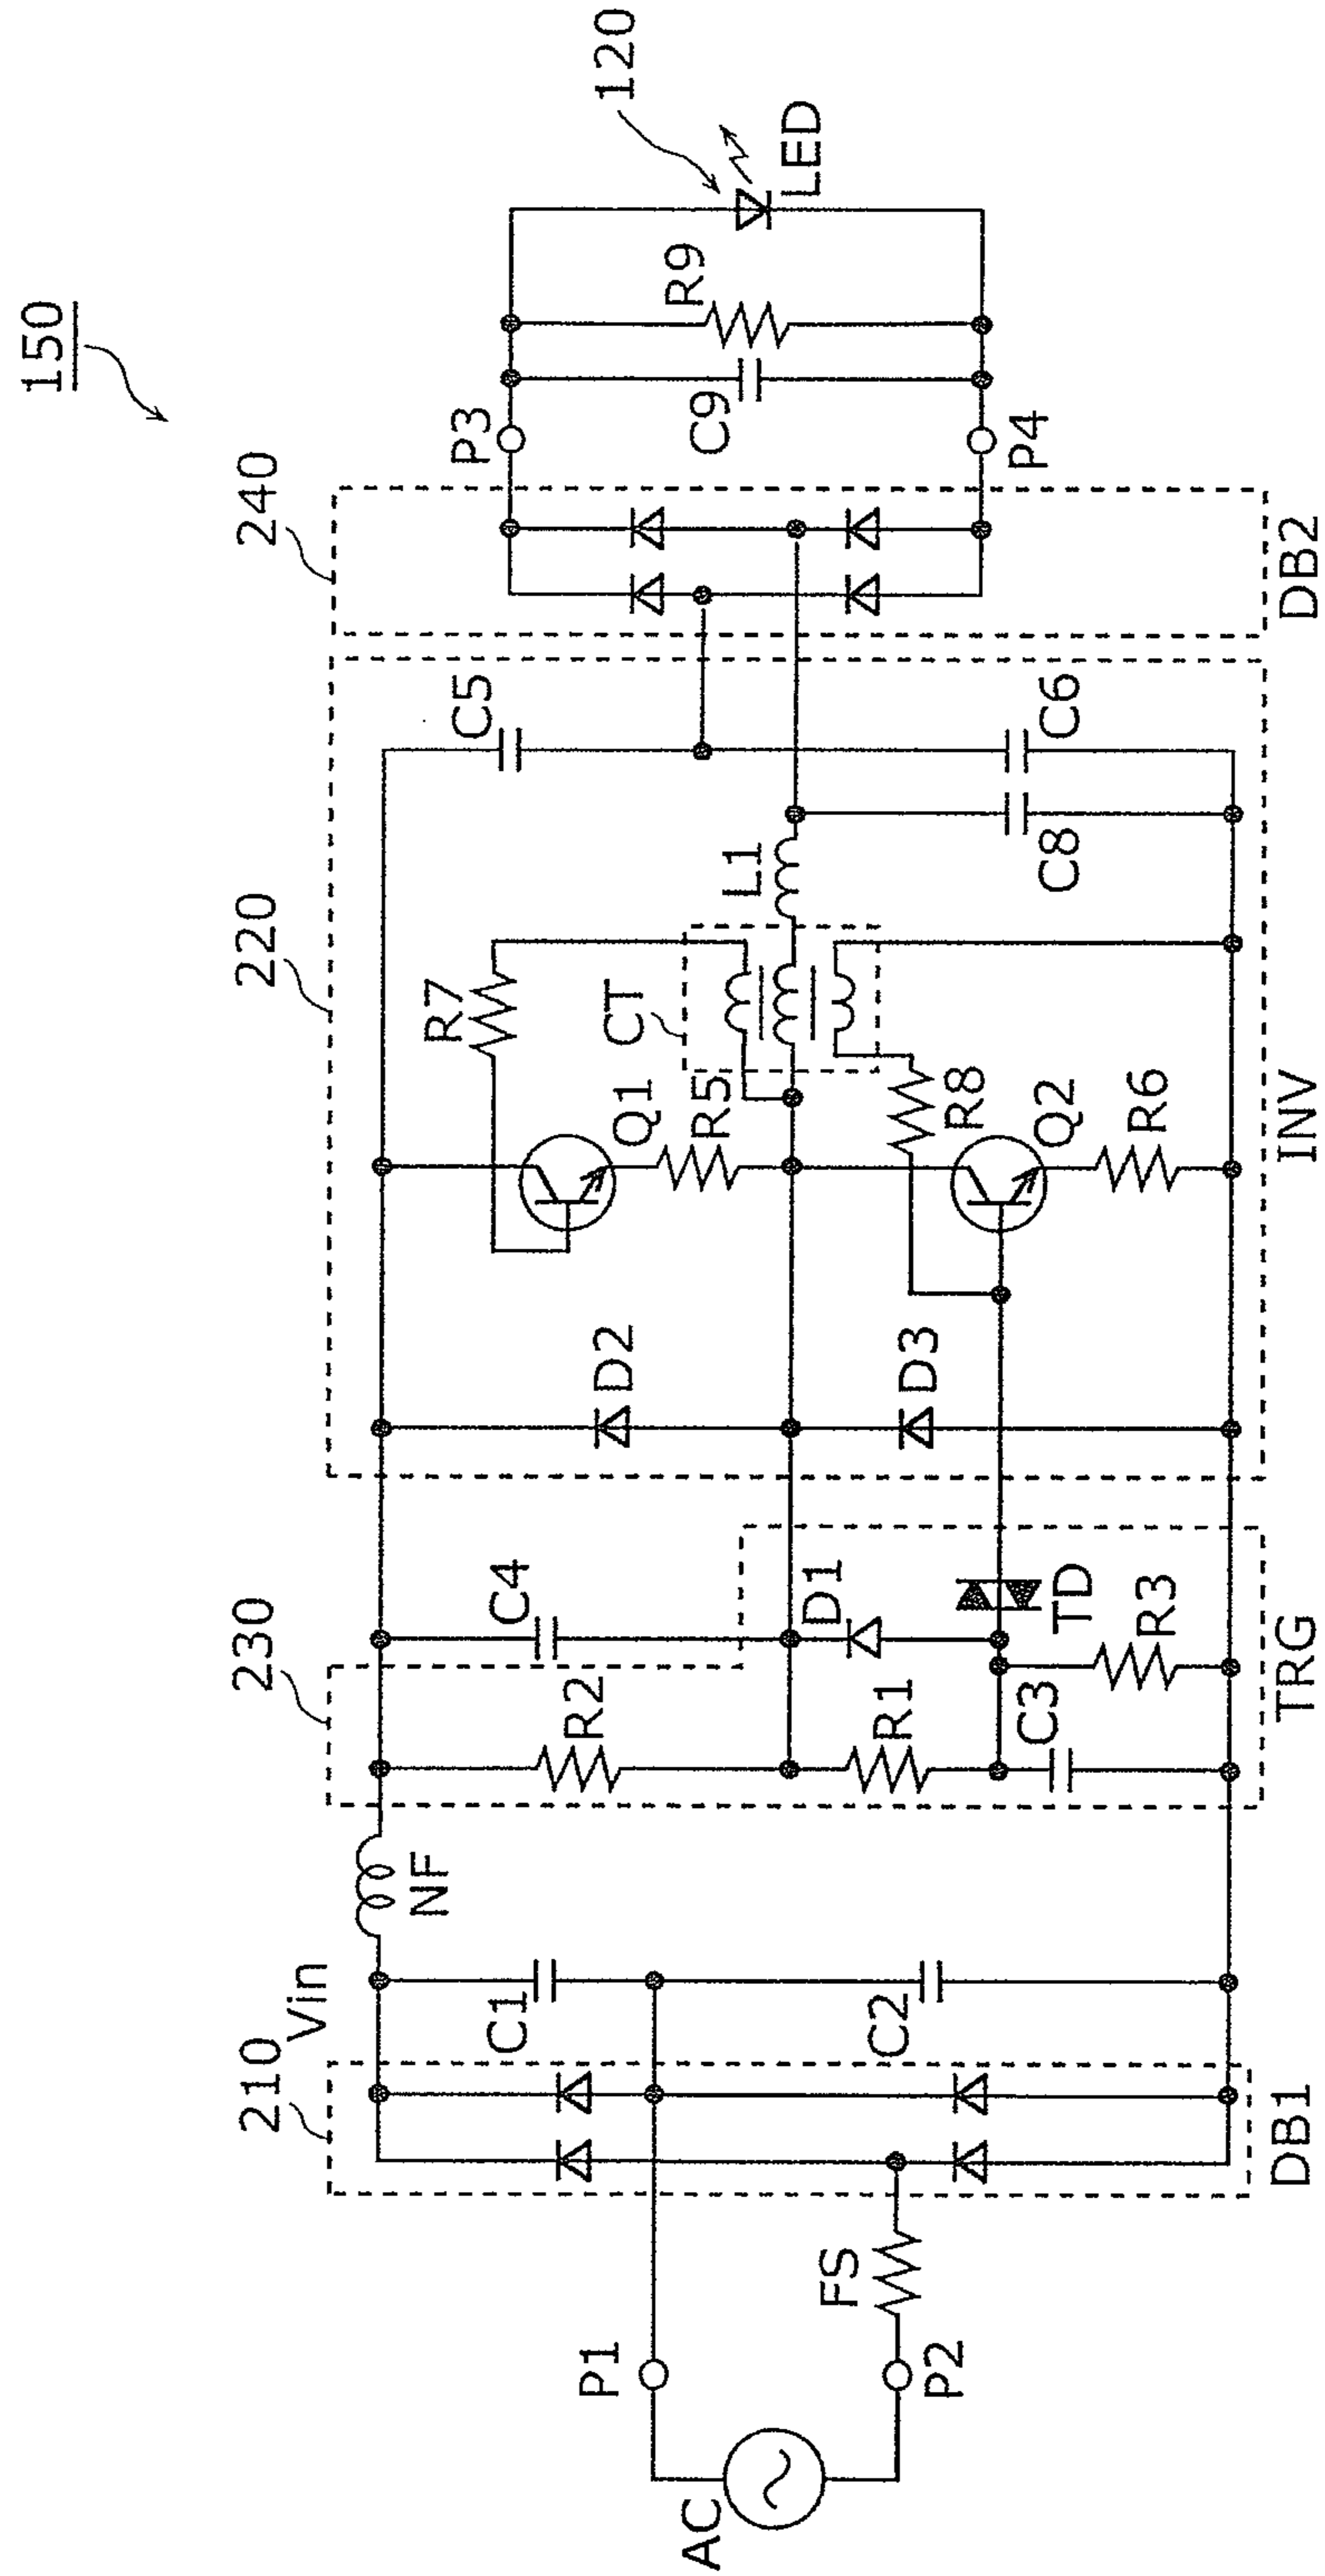 150
210
Vin
230
220
240
120
AC
P1
P2
FS
DB1
C1
C2
NF
R2
C4
R1
D1
C3
TD
R3
TRG
D2
D3
Q1
R5
R7
CT
L1
R8
Q2
R6
C5
C8
C6
INV
DB2
P3
P4
C9
R9
LED